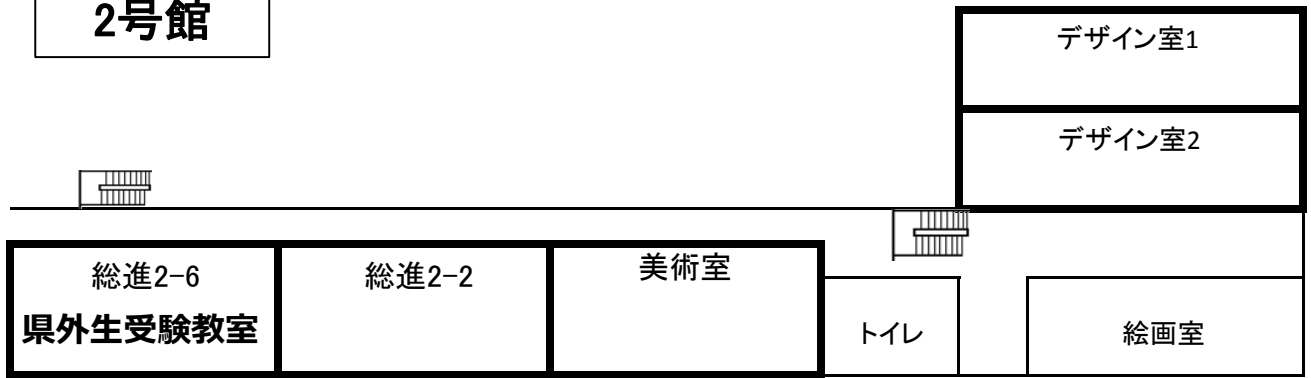 2号館
デザイン室1
デザイン室2
総進2-6
県外生受験教室
総進2-2
美術室
トイレ
絵画室